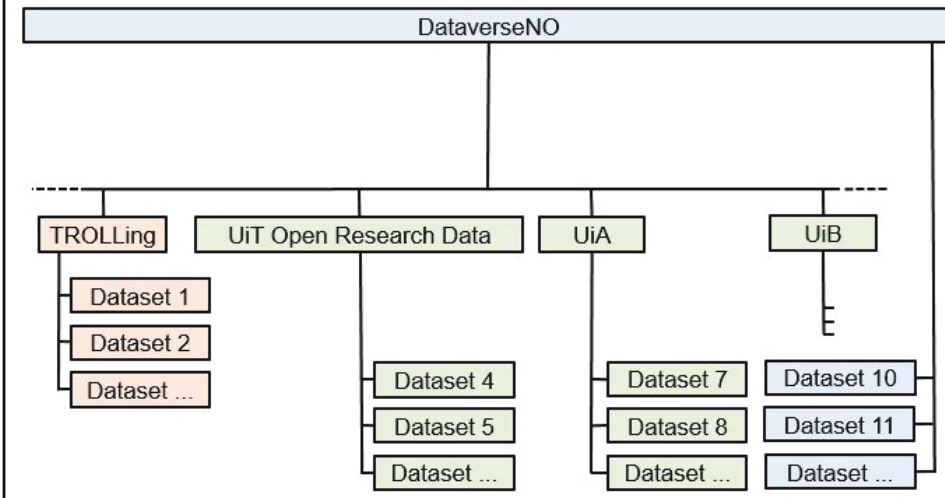 DataverseNO
TROLLing
UiT Open Research Data
UiA
UiB
Dataset 1
Dataset 2
Dataset ...
Dataset 4
Dataset 5
Dataset ...
Dataset 7
Dataset 8
Dataset ...
Dataset 10
Dataset 11
Dataset ...